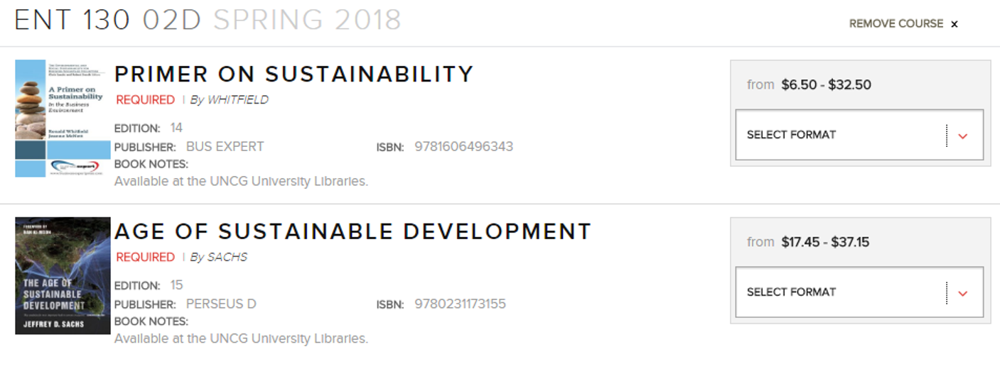 ENT 130 02D SPRING 2018
REMOVE COURSE x
PRIMER ON SUSTAINABILITY
REQUIRED | By WHITFIELD
EDITION: 14
PUBLISHER: BUS EXPERT ISBN: 9781606496343
BOOK NOTES:
Available at the UNCG University Libraries.
from $6.50 - $32.50
SELECT FORMAT
A Primer on
Sustainability
In the Business
Environment
Ronald Whitfield
Jeanne McNett
AGE OF SUSTAINABLE DEVELOPMENT
REQUIRED | By SACHS
EDITION: 15
PUBLISHER: PERSEUS D ISBN: 9780231173155
BOOK NOTES:
Available at the UNCG University Libraries.
from $17.45 - $37.15
SELECT FORMAT
FOREWORD BY
BAN KI-MOON
THE AGE OF
SUSTAINABLE
DEVELOPMENT
JEFFREY D. SACHS